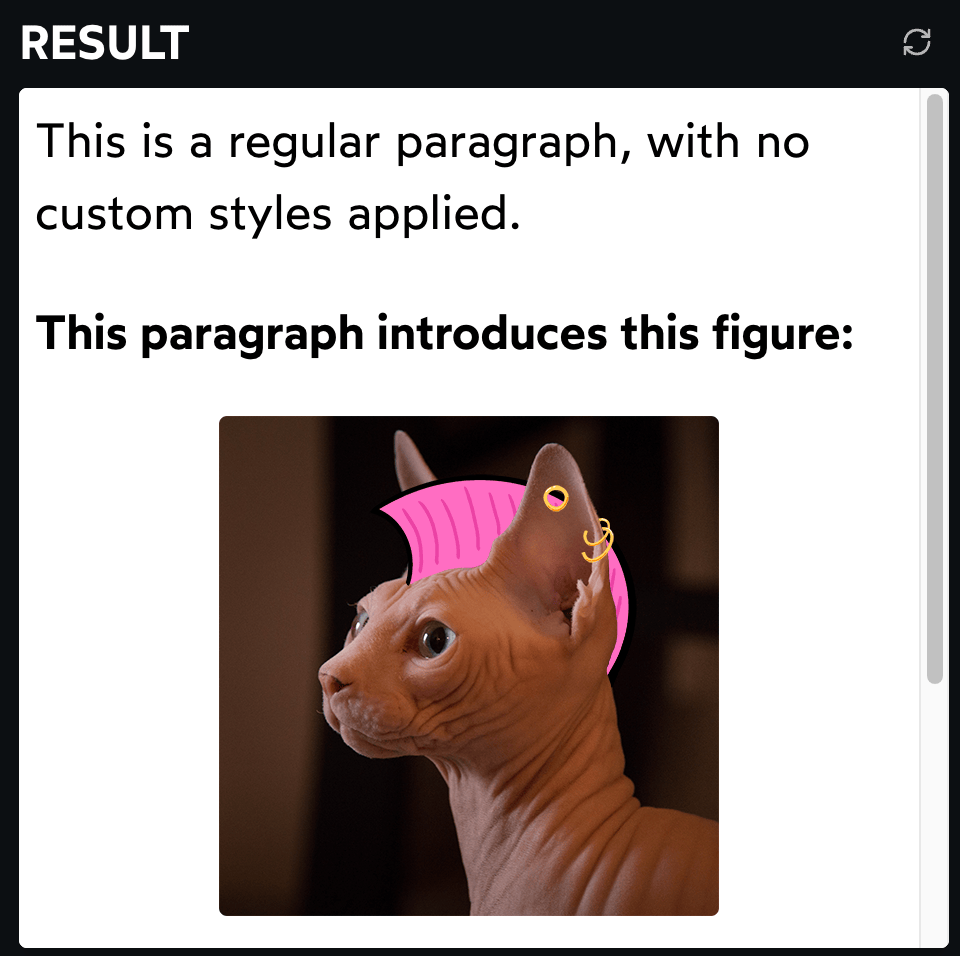 RESULT
This is a regular paragraph, with no
custom styles applied.
This paragraph introduces this figure: